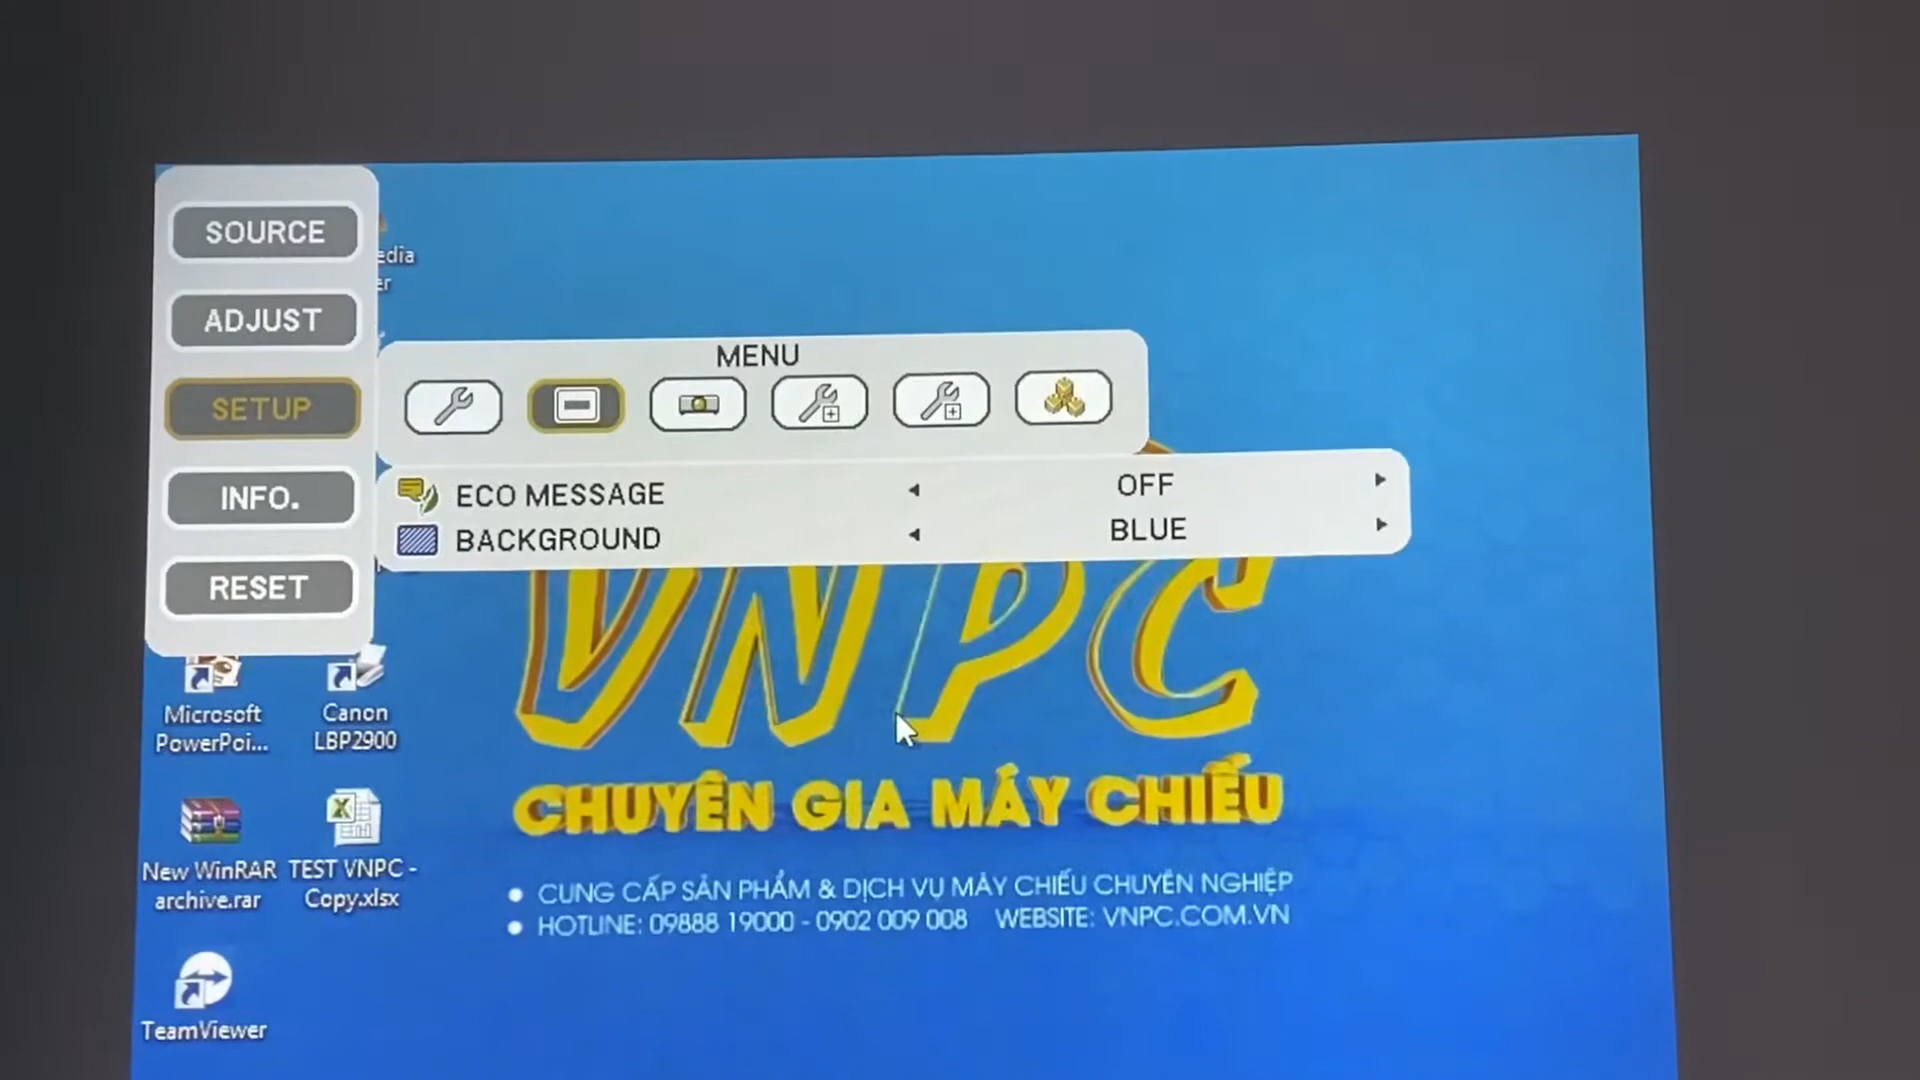 SOURCE
edia
er
ADJUST
MENU
SETUP
ECO MESSAGE OFF
INFO.
BACKGROUND BLUE
RESET
VNPC
Microsoft
PowerPoi...
Canon
LBP2900
CHUYÊN GIA MÁY CHIẾU
New WinRAR
archive.rar
TEST VNPC -
Copy.xlsx
• CUNG CẤP SẢN PHẨM & DỊCH VỤ MÁY CHIẾU CHUYÊN NGHIỆP
• HOTLINE: 09888 19000 - 0902 009 008 WEBSITE: VNPC.COM.VN
TeamViewer